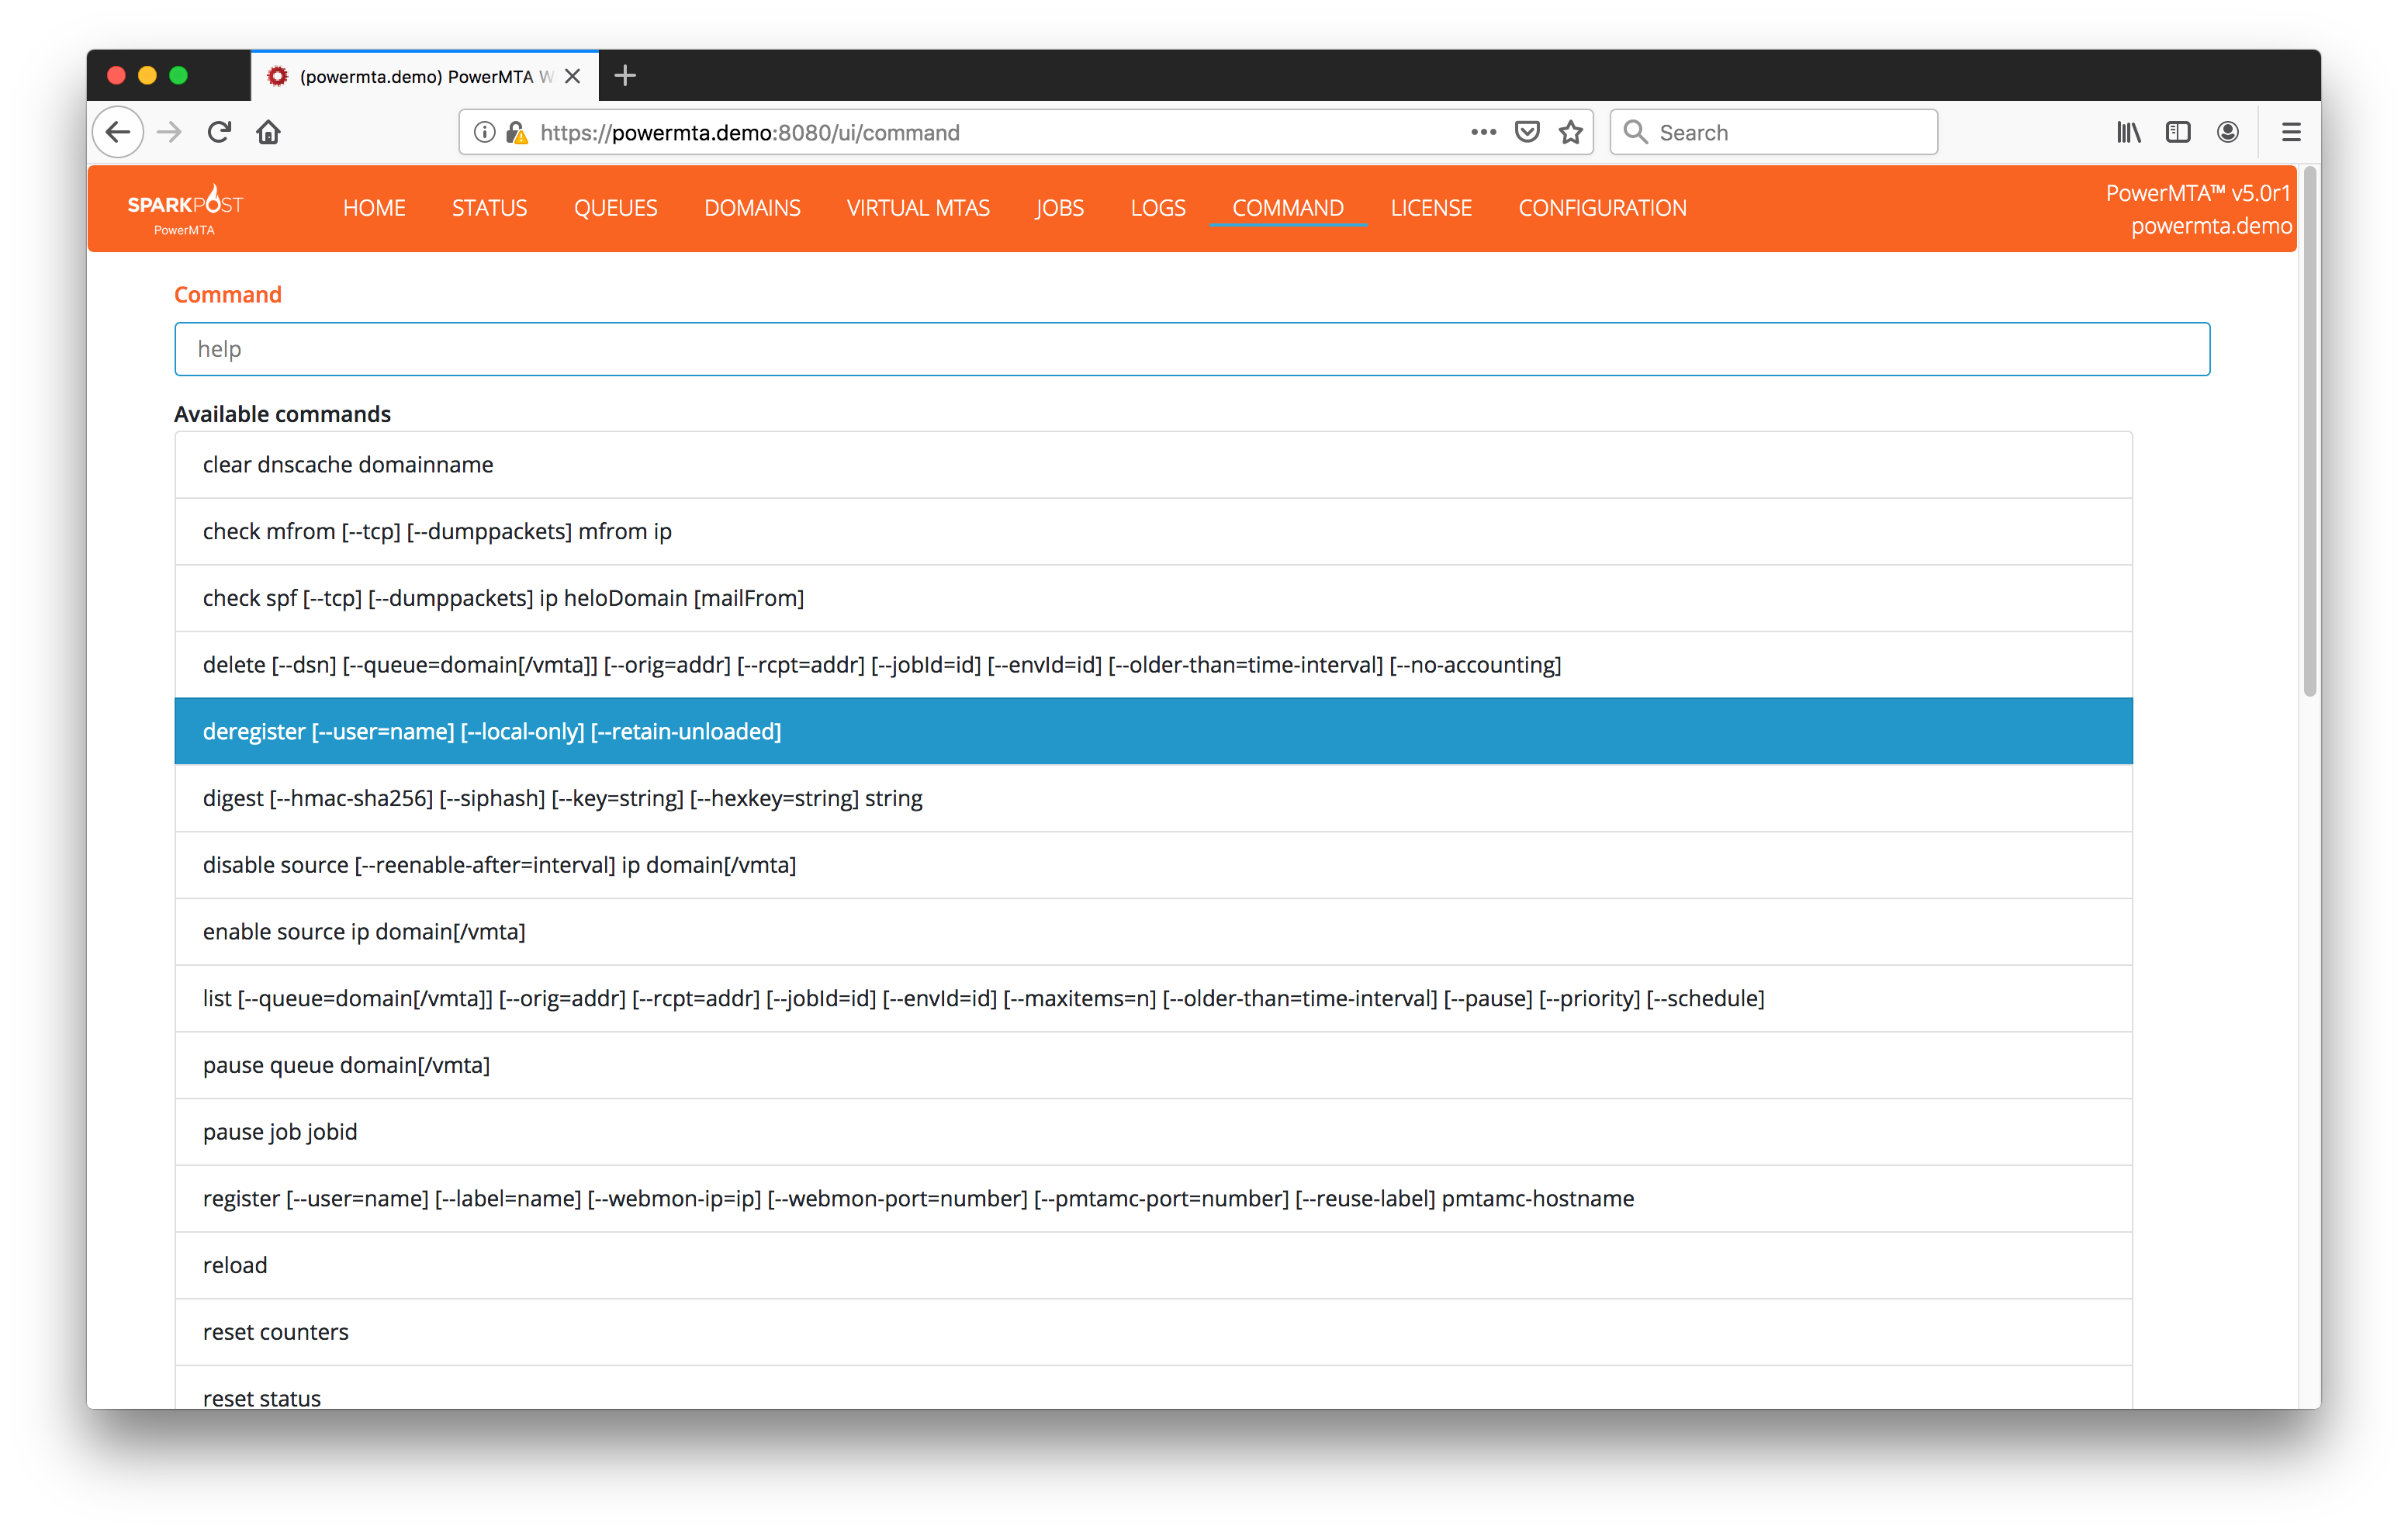 (powermta.demo) PowerMTA W
https://powermta.demo:8080/ui/command
Search
SPARKPOST
PowerMTA
HOME
STATUS
QUEUES
DOMAINS
VIRTUAL MTAS
JOBS
LOGS
COMMAND
LICENSE
CONFIGURATION
PowerMTA™ v5.0r1
powermta.demo
Command
help
Available commands
clear dnscache domainname
check mfrom [--tcp] [--dumppackets] mfrom ip
check spf [--tcp] [--dumppackets] ip heloDomain [mailFrom]
delete [--dsn] [--queue=domain[/vmta]] [--orig=addr] [--rcpt=addr] [--jobId=id] [--envId=id] [--older-than=time-interval] [--no-accounting]
deregister [--user=name] [--local-only] [--retain-unloaded]
digest [--hmac-sha256] [--siphash] [--key=string] [--hexkey=string] string
disable source [--reenable-after=interval] ip domain[/vmta]
enable source ip domain[/vmta]
list [--queue=domain[/vmta]] [--orig=addr] [--rcpt=addr] [--jobId=id] [--envId=id] [--maxitems=n] [--older-than=time-interval] [--pause] [--priority] [--schedule]
pause queue domain[/vmta]
pause job jobid
register [--user=name] [--label=name] [--webmon-ip=ip] [--webmon-port=number] [--pmtamc-port=number] [--reuse-label] pmtamc-hostname
reload
reset counters
reset status